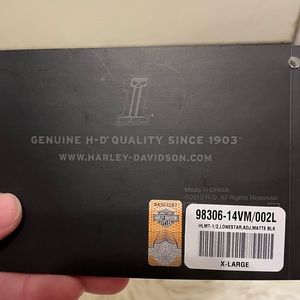 GENUINE H-D® QUALITY SINCE 1903™
WWW.HARLEY-DAVIDSON.COM
Made in CHINA
©2013 H-D. All Rights Reserved
98306-14VM/002L
HLMT-1/2,LONESTAR,ADJ,MATTE BLK
X-LARGE